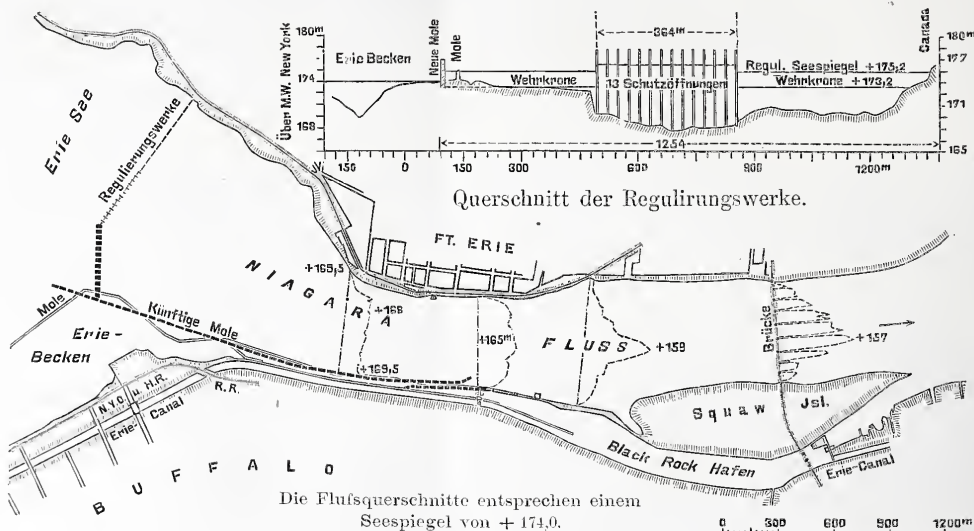 364ᵐ
180ᵐ
174
168
Über M.W. New York
Erie Becken
Neue Mole
Mole
Wehrkrone
13 Schutzöffnungen
Regul. Seespiegel +175,2
Wehrkrone +173,2
Canada
180ᵐ
177
171
165
1254
150 0 150 300 600 900 1200ᵐ
Querschnitt der Regulirungswerke.
Erie See
Regulierungswerke
FT. ERIE
NIAGARA
FLUSS
+165,5
+168
+169,5
+165ᵐ
+159
+157
Brücke
Mole
Künftige Mole
Erie-
Becken
N.Y.C. u. H.R.
R.R.
Erie-Canal
BUFFALO
Squaw Jsl.
Black Rock Hafen
Erie-Canal
Die Flufsquerschnitte entsprechen einem
Seespiegel von + 174,0.
0 300 600 900 1200ᵐ